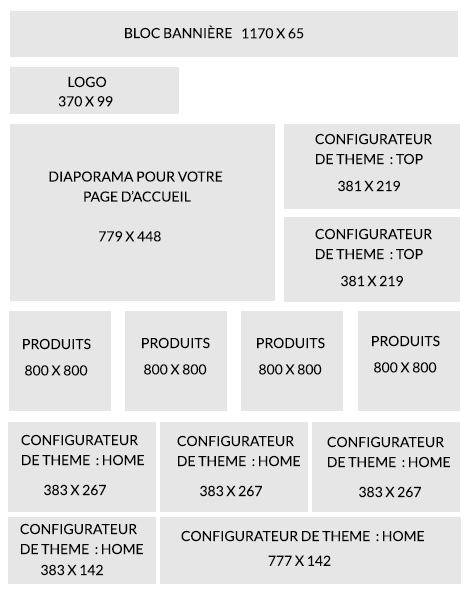 BLOC BANNIÈRE 1170 X 65
LOGO
370 X 99
DIAPORAMA POUR VOTRE
PAGE D'ACCUEIL
779 X 448
CONFIGURATEUR
DE THEME : TOP
381 X 219
CONFIGURATEUR
DE THEME : TOP
381 X 219
PRODUITS
800 X 800
PRODUITS
800 X 800
PRODUITS
800 X 800
PRODUITS
800 X 800
CONFIGURATEUR
DE THEME : HOME
383 X 267
CONFIGURATEUR
DE THEME : HOME
383 X 267
CONFIGURATEUR
DE THEME : HOME
383 X 267
CONFIGURATEUR
DE THEME : HOME
383 X 142
CONFIGURATEUR DE THEME : HOME
777 X 142